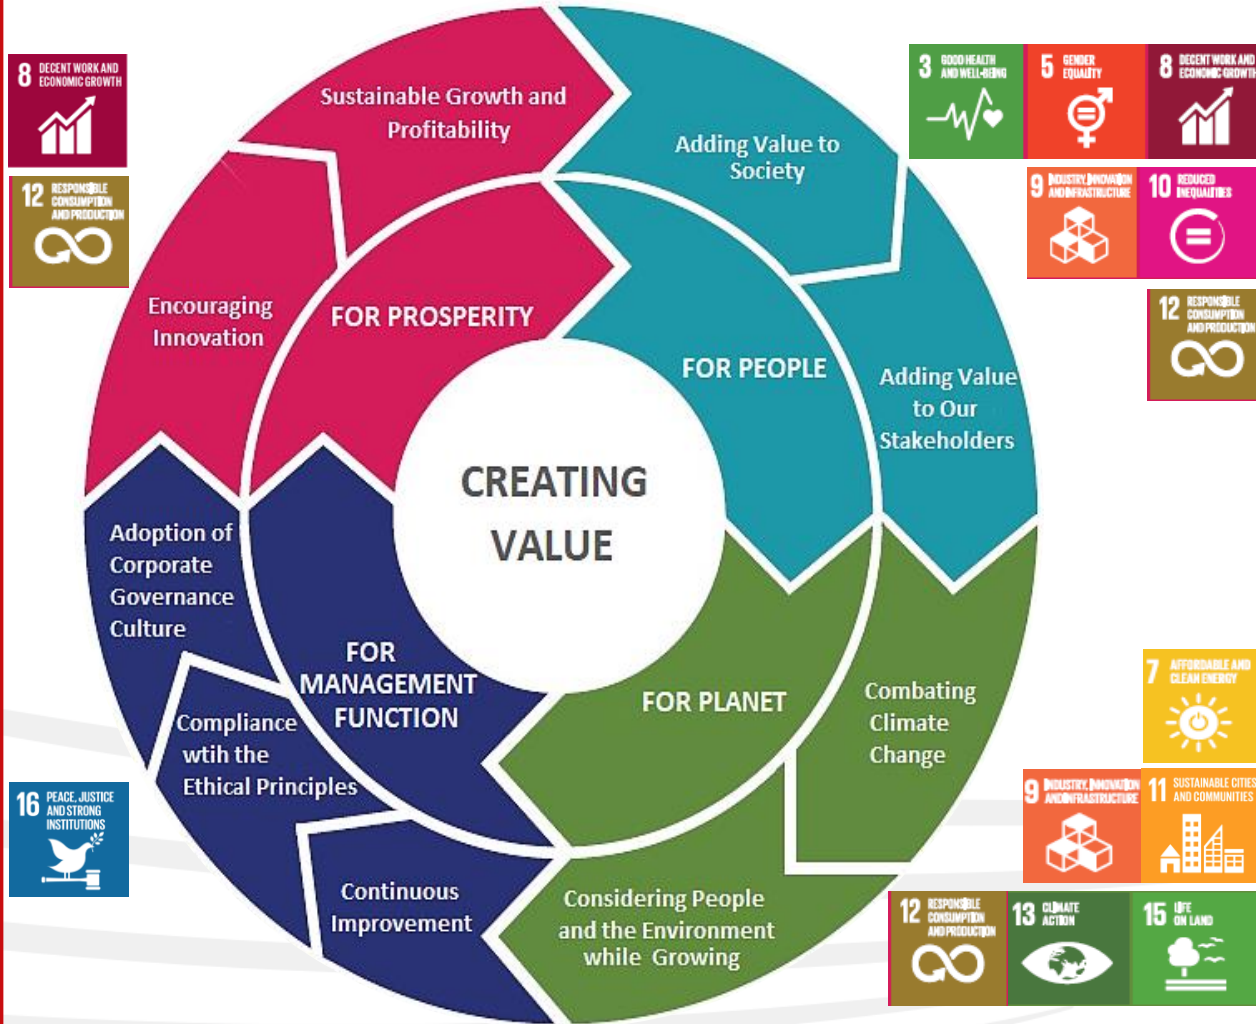 8 DECENT WORK AND
ECONOMIC GROWTH
12 RESPONSIBLE
CONSUMPTION
AND PRODUCTION
Sustainable Growth and
Profitability
Encouraging
Innovation
FOR PROSPERITY
Adding Value to
Society
FOR PEOPLE
Adding Value
to Our
Stakeholders
3 GOOD HEALTH
AND WELL-BEING
5 GENDER
EQUALITY
8 DECENT WORK AND
ECONOMIC GROWTH
9 INDUSTRY, INNOVATION
AND INFRASTRUCTURE
10 REDUCED
INEQUALITIES
12 RESPONSIBLE
CONSUMPTION
AND PRODUCTION
CREATING
VALUE
Adoption of
Corporate
Governance
Culture
FOR
MANAGEMENT
FUNCTION
Compliance
wtih the
Ethical Principles
Continuous
Improvement
FOR PLANET
Combating
Climate
Change
Considering People
and the Environment
while Growing
16 PEACE, JUSTICE
AND STRONG
INSTITUTIONS
7 AFFORDABLE AND
CLEAN ENERGY
9 INDUSTRY, INNOVATION
AND INFRASTRUCTURE
11 SUSTAINABLE CITIES
AND COMMUNITIES
12 RESPONSIBLE
CONSUMPTION
AND PRODUCTION
13 CLIMATE
ACTION
15 LIFE
ON LAND